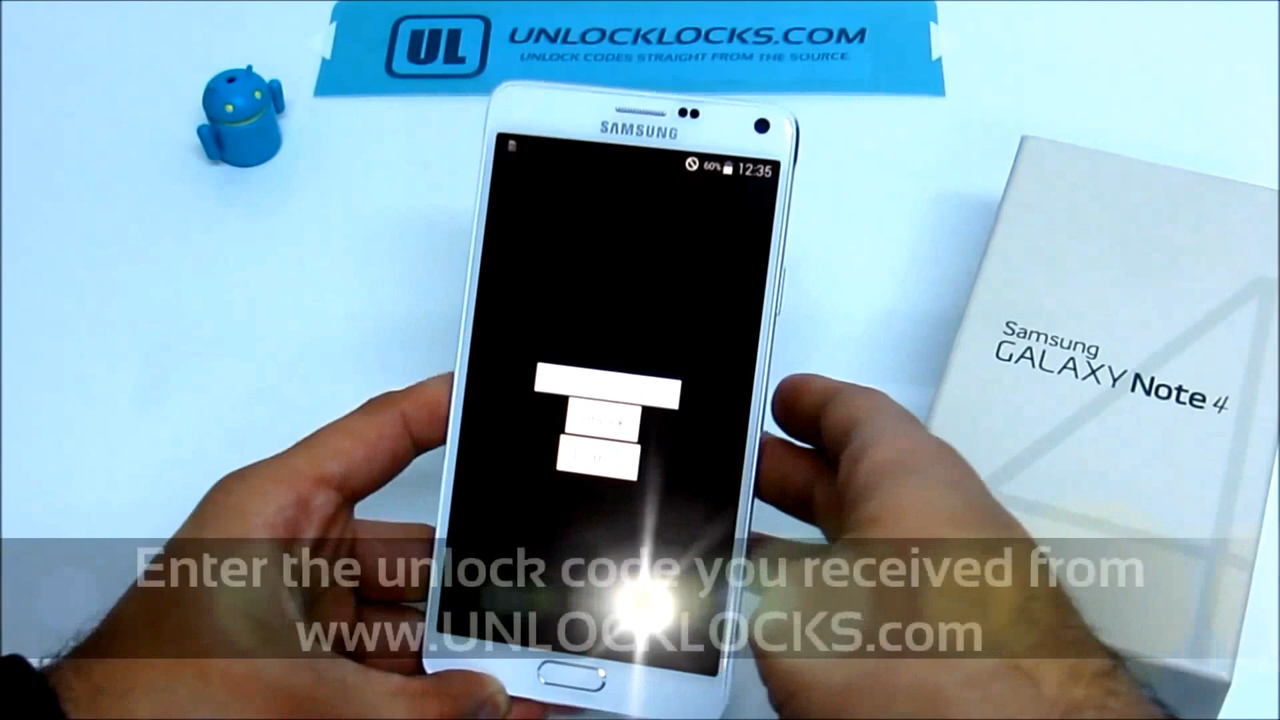 UL
UNLOCKLOCKS.COM
UNLOCK CODES STRAIGHT FROM THE SOURCE
SAMSUNG
60%
12:35
Samsung
GALAXY Note 4
Enter the unlock code you received from
www.UNLOCKLOCKS.com